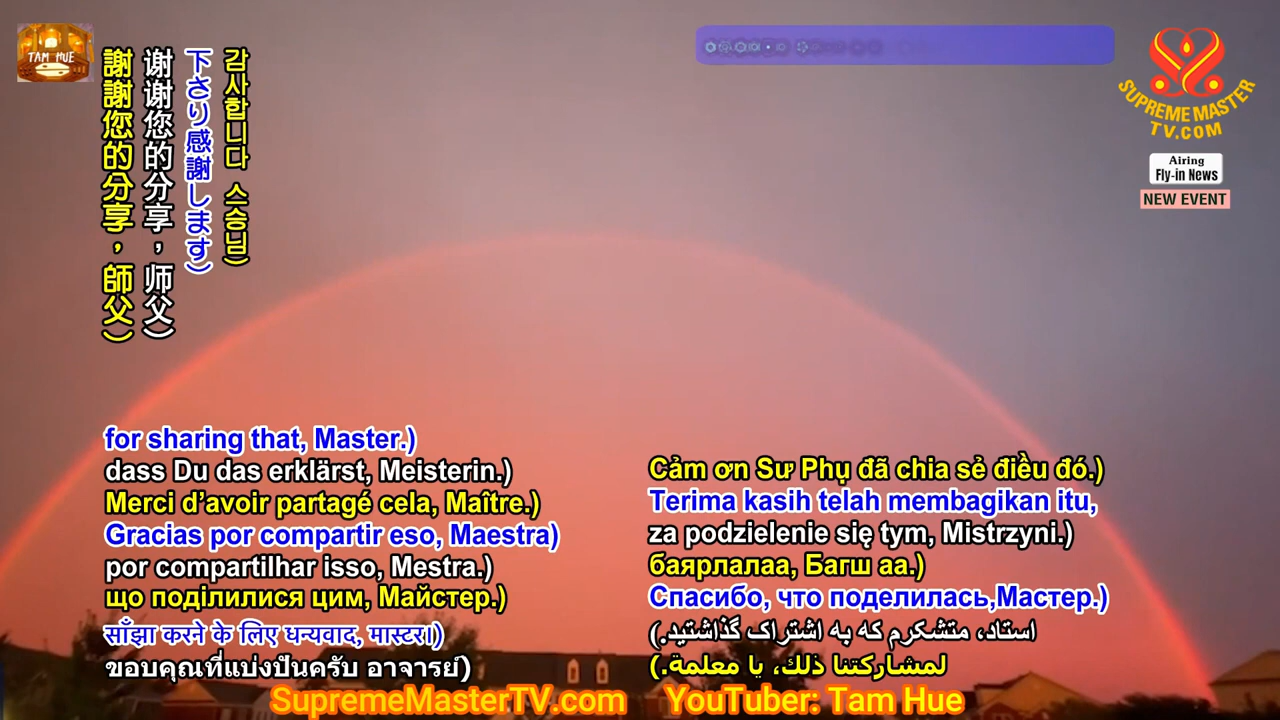 TAM HUE
謝謝您的分享，師父）
谢谢您的分享，师父）
下さり感謝します）
감사합니다 스승님)
SUPREME MASTER
TV.COM
Airing
Fly-in News
NEW EVENT
for sharing that, Master.)
dass Du das erklärst, Meisterin.)
Merci d’avoir partagé cela, Maître.)
Gracias por compartir eso, Maestra)
por compartilhar isso, Mestra.)
що поділилися цим, Майстер.)
साँझा करने के लिए धन्यवाद, मास्टर।)
ขอบคุณที่แบ่งปันครับ อาจารย์)
Cảm ơn Sư Phụ đã chia sẻ điều đó.)
Terima kasih telah membagikan itu,
za podzielenie się tym, Mistrzyni.)
баярлалаа, Багш аа.)
Спасибо, что поделилась,Мастер.)
استاد، متشکرم که به اشتراک گذاشتید.)
لمشاركتنا ذلك، يا معلمة.)
SupremeMasterTV.com YouTuber: Tam Hue